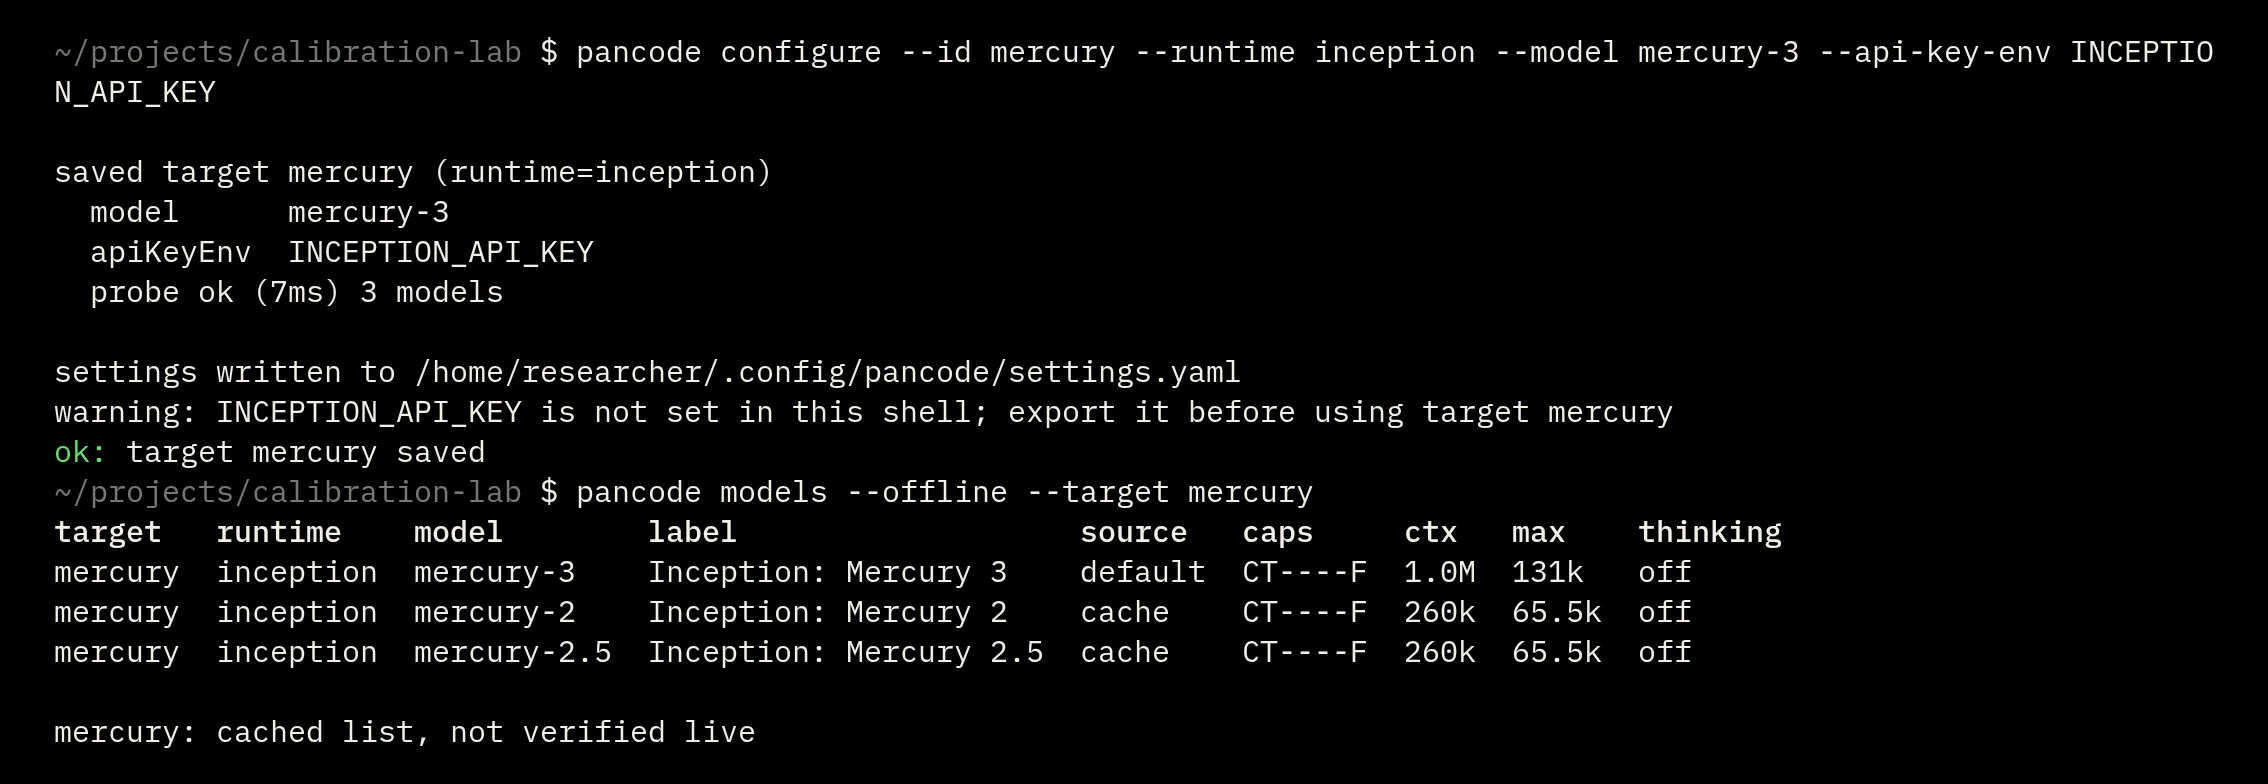 ~/projects/calibration-lab $ pancode configure --id mercury --runtime inception --model mercury-3 --api-key-env INCEPTIO
N_API_KEY
saved target mercury (runtime=inception)
  model      mercury-3
  apiKeyEnv  INCEPTION_API_KEY
  probe ok (7ms) 3 models
settings written to /home/researcher/.config/pancode/settings.yaml
warning: INCEPTION_API_KEY is not set in this shell; export it before using target mercury
ok: target mercury saved
~/projects/calibration-lab $ pancode models --offline --target mercury
target   runtime    model        label                   source   caps     ctx   max    thinking
mercury  inception  mercury-3    Inception: Mercury 3    default  CT----F  1.0M  131k   off
mercury  inception  mercury-2    Inception: Mercury 2    cache    CT----F  260k  65.5k  off
mercury  inception  mercury-2.5  Inception: Mercury 2.5  cache    CT----F  260k  65.5k  off
mercury: cached list, not verified live